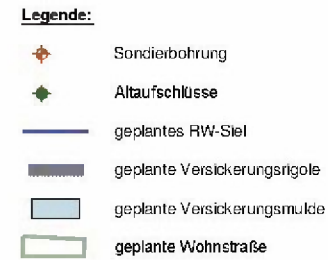 Legende:
Sondierbohrung
Altaufschlüsse
geplantes RW-Siel
geplante Versickerungsrigole
geplante Versickerungsmulde
geplante Wohnstraße